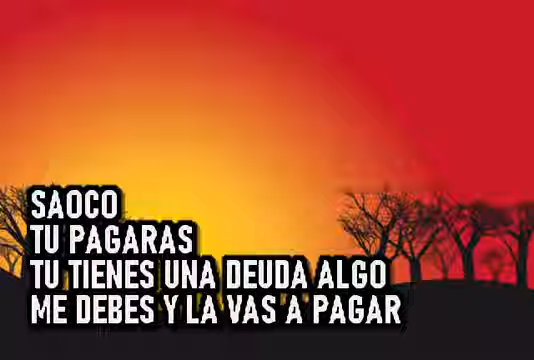 SAOCO
TU PAGARAS
TU TIENES UNA DEUDA ALGO
ME DEBES Y LA VAS A PAGAR